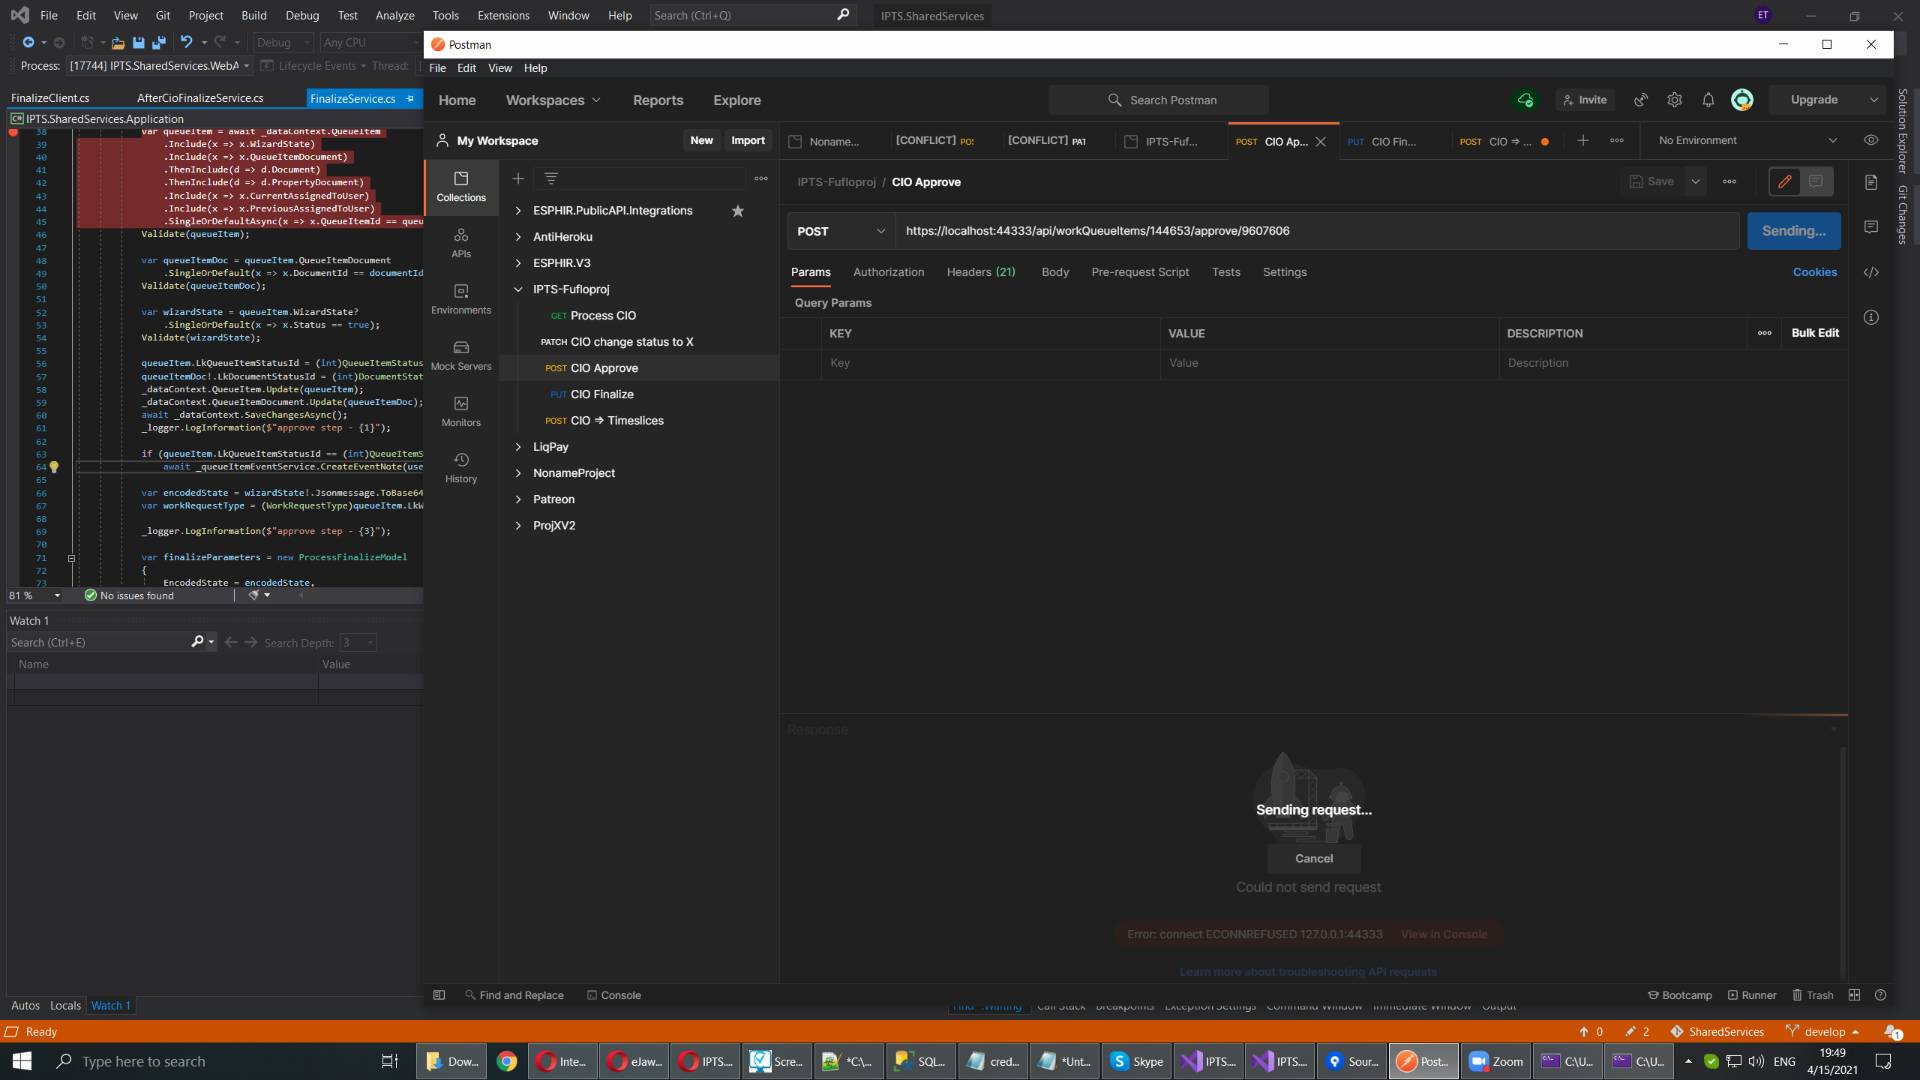 File Edit View Git Project Build Debug Test Analyze Tools Extensions Window Help Search (Ctrl+Q) IPTS.SharedServices ET
Debug Any CPU
Process: [17744] IPTS.SharedServices.WebA Lifecycle Events Thread:
FinalizeClient.cs AfterCioFinalizeService.cs FinalizeService.cs
IPTS.SharedServices.Application
38 var queueItem = await _dataContext.QueueItem
39 .Include(x => x.WizardState)
40 .Include(x => x.QueueItemDocument)
41 .ThenInclude(d => d.Document)
42 .ThenInclude(d => d.PropertyDocument)
43 .Include(x => x.CurrentAssignedToUser)
44 .Include(x => x.PreviousAssignedToUser)
45 .SingleOrDefaultAsync(x => x.QueueItemId == queu
46 Validate(queueItem);
47
48 var queueItemDoc = queueItem.QueueItemDocument
49 .SingleOrDefault(x => x.DocumentId == documentId
50 Validate(queueItemDoc);
51
52 var wizardState = queueItem.WizardState?
53 .SingleOrDefault(x => x.Status == true);
54 Validate(wizardState);
55
56 queueItem.LkQueueItemStatusId = (int)QueueItemStatus
57 queueItemDoc!.LkDocumentStatusId = (int)DocumentStat
58 _dataContext.QueueItem.Update(queueItem);
59 _dataContext.QueueItemDocument.Update(queueItemDoc);
60 await _dataContext.SaveChangesAsync();
61 _logger.LogInformation($"approve step - {1}");
62
63 if (queueItem.LkQueueItemStatusId == (int)QueueItemS
64 await _queueItemEventService.CreateEventNote(use
65
66 var encodedState = wizardState!.Jsonmessage.ToBase64
67 var workRequestType = (WorkRequestType)queueItem.LkW
68
69 _logger.LogInformation($"approve step - {3}");
70
71 var finalizeParameters = new ProcessFinalizeModel
72 {
73 EncodedState = encodedState,
81 % No issues found
Watch 1
Search (Ctrl+E) Search Depth: 3
Name Value
Autos Locals Watch 1
Postman
File Edit View Help
Home Workspaces Reports Explore Search Postman Invite Upgrade
My Workspace New Import
Noname... [CONFLICT] PO: [CONFLICT] PAT IPTS-Fuf... POST CIO Ap... PUT CIO Fin... POST CIO ⇒ ... No Environment
Collections
APIs
Environments
Mock Servers
Monitors
History
ESPHIR.PublicAPI.Integrations
AntiHeroku
ESPHIR.V3
IPTS-Fufloproj
GET Process CIO
PATCH CIO change status to X
POST CIO Approve
PUT CIO Finalize
POST CIO ⇒ Timeslices
LiqPay
NonameProject
Patreon
ProjXV2
IPTS-Fufloproj / CIO Approve Save
POST https://localhost:44333/api/workQueueItems/144653/approve/9607606 Sending...
Params Authorization Headers (21) Body Pre-request Script Tests Settings Cookies
Query Params
KEY VALUE DESCRIPTION Bulk Edit
Key Value Description
Response
Sending request...
Cancel
Could not send request
Error: connect ECONNREFUSED 127.0.0.1:44333 View in Console
Learn more about troubleshooting API requests
Find and Replace Console Bootcamp Runner Trash
Call Stack Breakpoints Exception Settings Command Window Immediate Window Output
Solution Explorer
Git Changes
Ready 0 2 SharedServices develop 1
Type here to search Dow... Inte... eJaw... IPTS... Scre... *C:\... SQL... cred... *Unt... Skype IPTS... IPTS... Sour... Post... Zoom C:\U... C:\U... ENG 19:49
4/15/2021